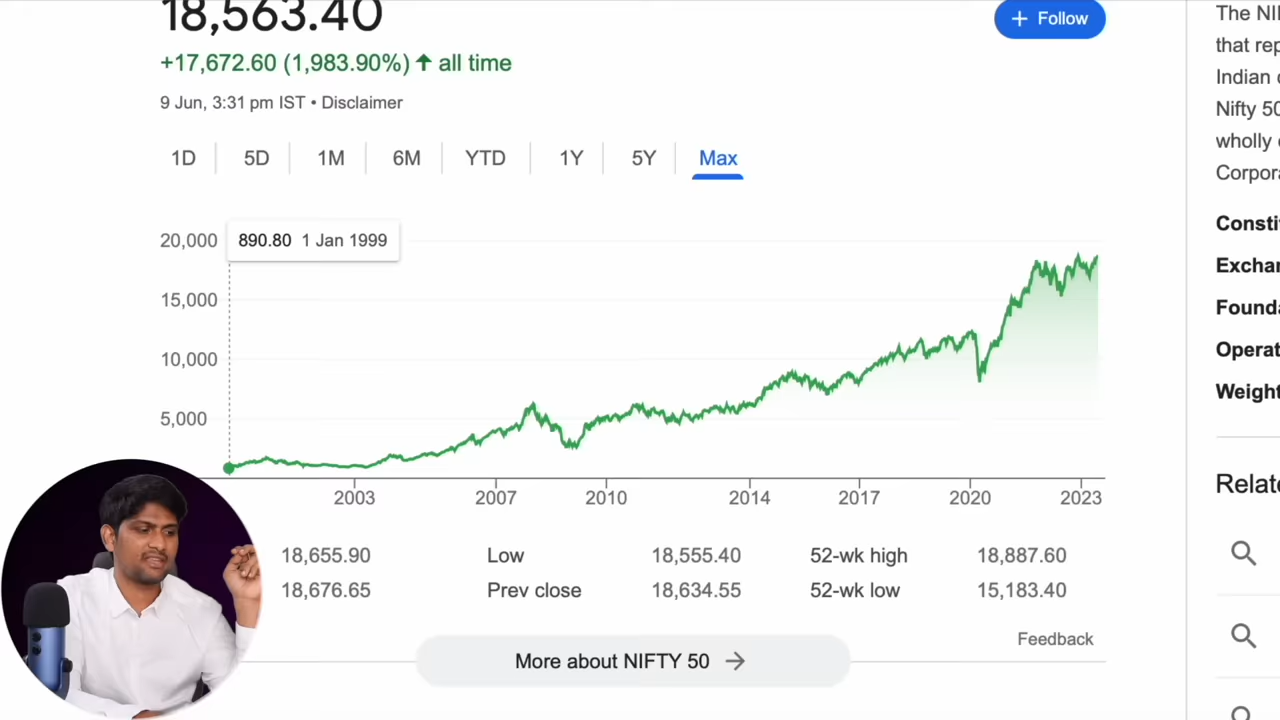 18,563.40
+ Follow
+17,672.60 (1,983.90%) ↑ all time
9 Jun, 3:31 pm IST • Disclaimer
1D 5D 1M 6M YTD 1Y 5Y Max
20,000
890.80 1 Jan 1999
15,000
10,000
5,000
2003 2007 2010 2014 2017 2020 2023
18,655.90 Low 18,555.40 52-wk high 18,887.60
18,676.65 Prev close 18,634.55 52-wk low 15,183.40
Feedback
More about NIFTY 50 →
The NI
that rep
Indian
Nifty 50
wholly
Corpora
Consti
Exchan
Founda
Operat
Weight
Relate